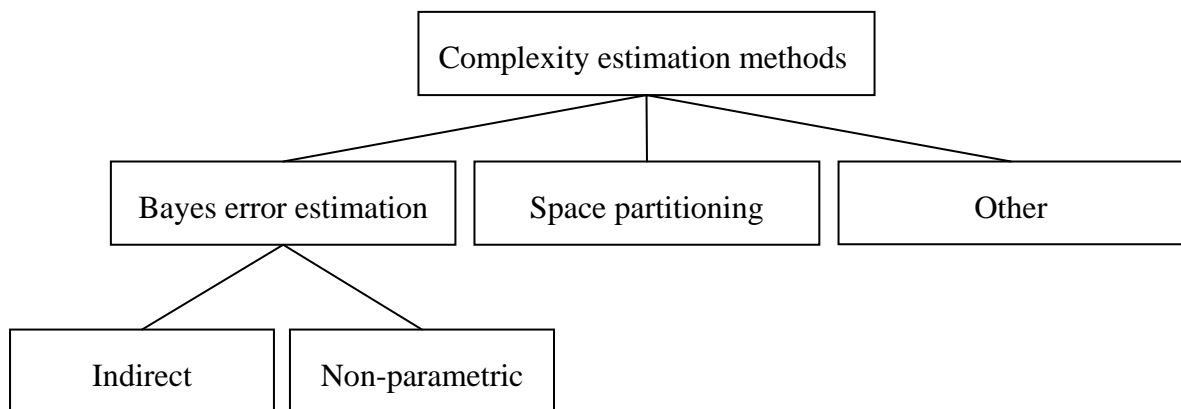 Complexity estimation methods
Bayes error estimation
Space partitioning
Other
Indirect
Non-parametric